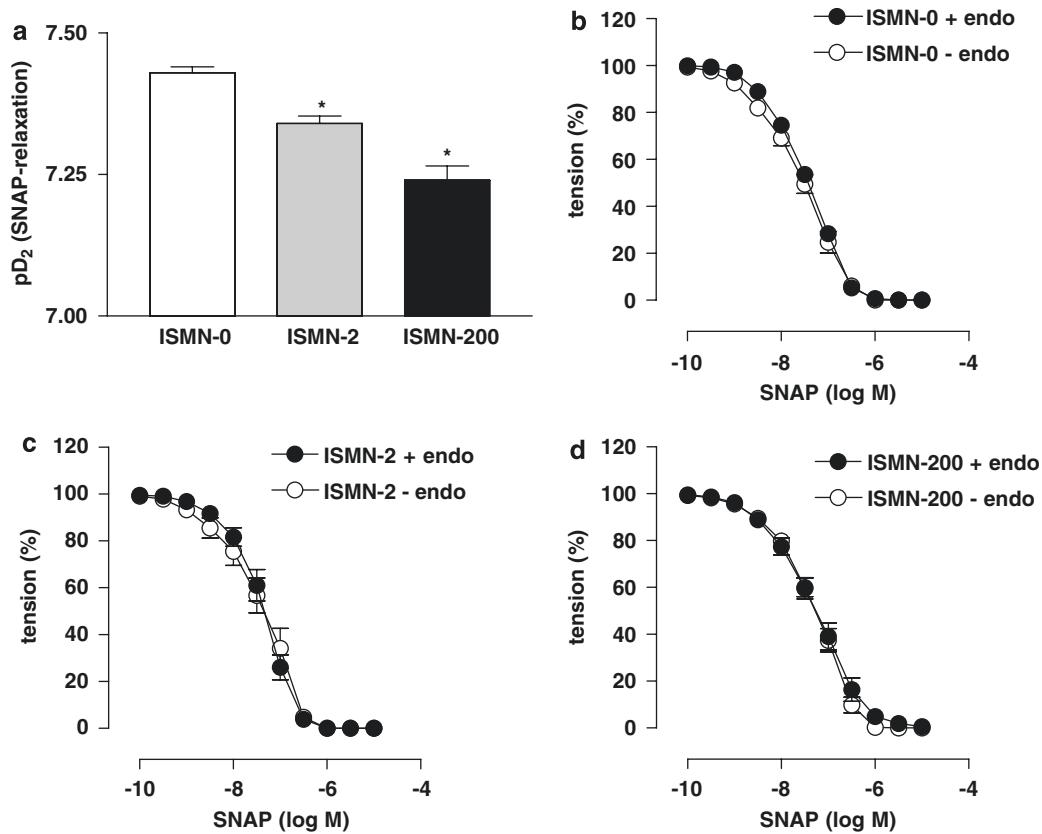 a
7.50
7.25
7.00
pD2 (SNAP-relaxation)
*
*
ISMN-0
ISMN-2
ISMN-200
b
ISMN-0 + endo
ISMN-0 - endo
120
100
80
60
40
20
0
tension (%)
-10
-8
-6
-4
SNAP (log M)
c
ISMN-2 + endo
ISMN-2 - endo
120
100
80
60
40
20
0
tension (%)
-10
-8
-6
-4
SNAP (log M)
d
ISMN-200 + endo
ISMN-200 - endo
120
100
80
60
40
20
0
tension (%)
-10
-8
-6
-4
SNAP (log M)